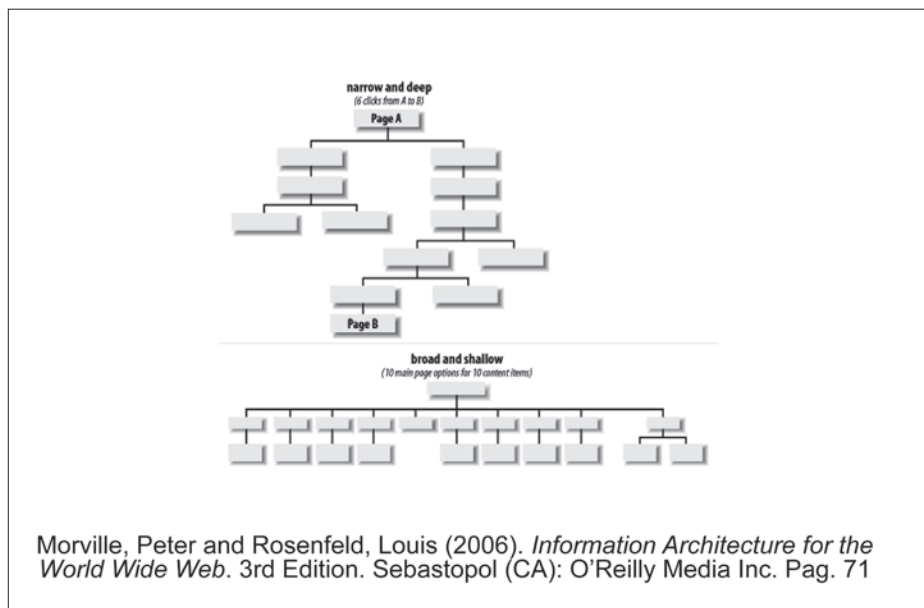 narrow and deep
(6 clicks from A to B)
Page A
Page B
broad and shallow
(10 main page options for 10 content items)
Morville, Peter and Rosenfeld, Louis (2006). Information Architecture for the
World Wide Web. 3rd Edition. Sebastopol (CA): O'Reilly Media Inc. Pag. 71